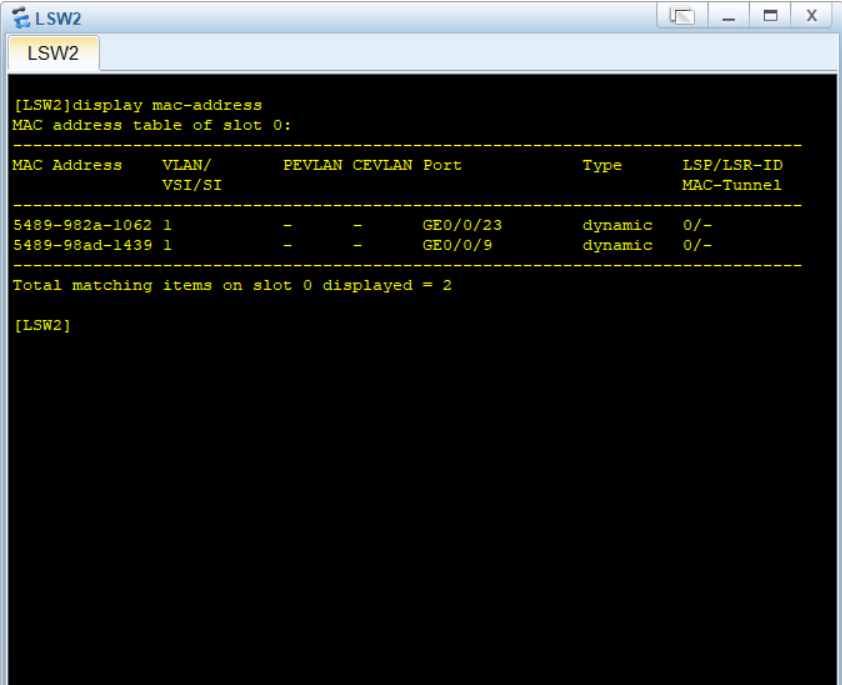 LSW2
X
LSW2
[LSW2]display mac-address
MAC address table of slot 0:
-------------------------------------------------------------------------------
MAC Address    VLAN/       PEVLAN CEVLAN Port            Type      LSP/LSR-ID
               VSI/SI                                              MAC-Tunnel
-------------------------------------------------------------------------------
5489-982a-1062 1           -      -      GE0/0/23        dynamic   0/-
5489-98ad-1439 1           -      -      GE0/0/9         dynamic   0/-
-------------------------------------------------------------------------------
Total matching items on slot 0 displayed = 2
[LSW2]